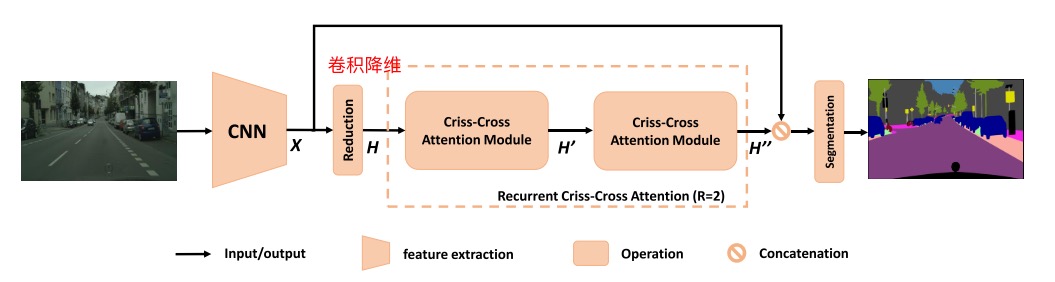 卷积降维
CNN
X
Reduction
H
Criss-Cross
Attention Module
H′
Criss-Cross
Attention Module
H′′
Segmentation
Recurrent Criss-Cross Attention (R=2)
Input/output
feature extraction
Operation
Concatenation